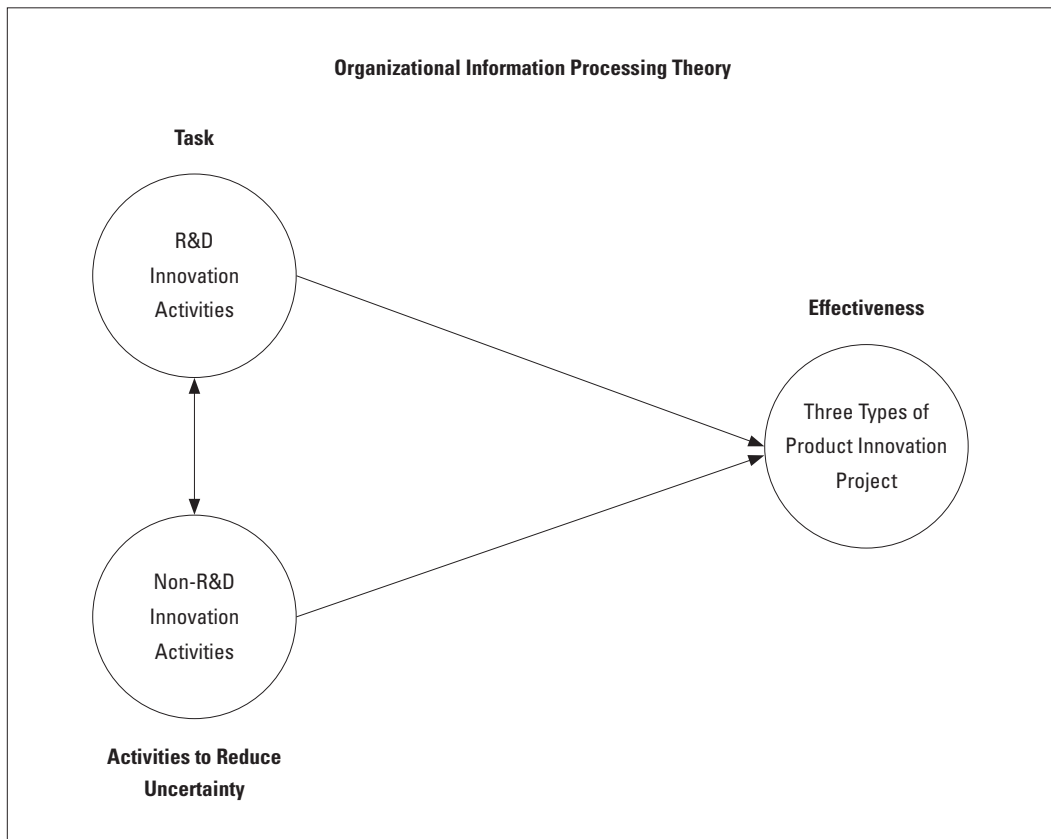 Organizational Information Processing Theory
Task
R&D
Innovation
Activities
Effectiveness
Three Types of
Product Innovation
Project
Non-R&D
Innovation
Activities
Activities to Reduce
Uncertainty